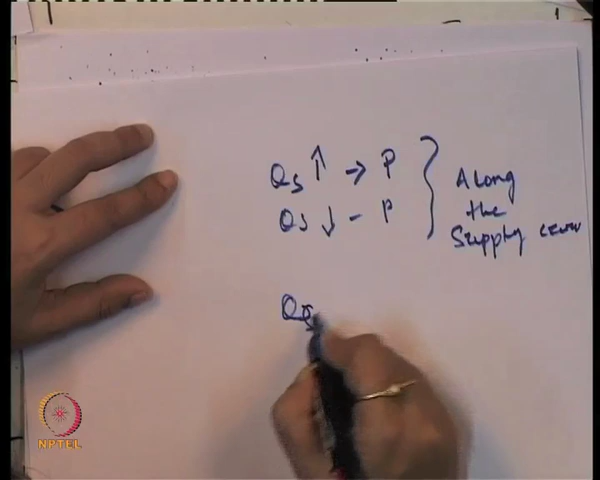 Qs ↑ → P
Qs ↓ - P
} Along
the
Supply curve
Qs
NPTEL